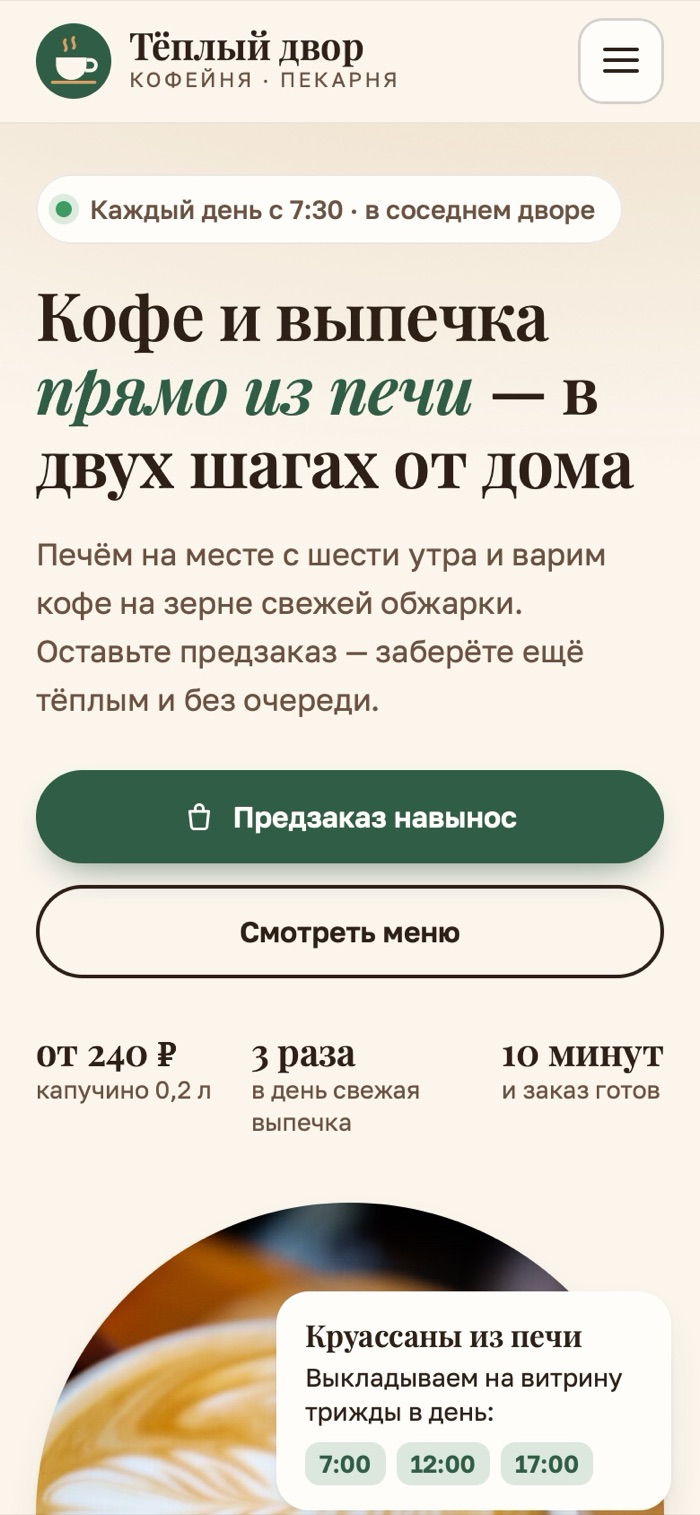 Тёплый двор
КОФЕЙНЯ · ПЕКАРНЯ
Каждый день с 7:30 · в соседнем дворе
Кофе и выпечка
прямо из печи — в
двух шагах от дома
Печём на месте с шести утра и варим
кофе на зерне свежей обжарки.
Оставьте предзаказ — заберёте ещё
тёплым и без очереди.
Предзаказ навынос
Смотреть меню
от 240 ₽
капучино 0,2 л
3 раза
в день свежая
выпечка
10 минут
и заказ готов
Круассаны из печи
Выкладываем на витрину
трижды в день:
7:00 12:00 17:00